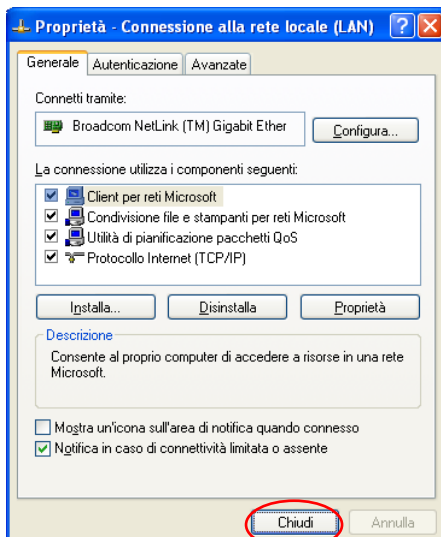 Proprietà - Connessione alla rete locale (LAN)
Generale Autenticazione Avanzate
Connetti tramite:
Broadcom NetLink (TM) Gigabit Ether Configura...
La connessione utilizza i componenti seguenti:
Client per reti Microsoft
Condivisione file e stampanti per reti Microsoft
Utilità di pianificazione pacchetti QoS
Protocollo Internet (TCP/IP)
Installa... Disinstalla Proprietà
Descrizione
Consente al proprio computer di accedere a risorse in una rete
Microsoft.
Mostra un'icona sull'area di notifica quando connesso
Notifica in caso di connettività limitata o assente
Chiudi Annulla